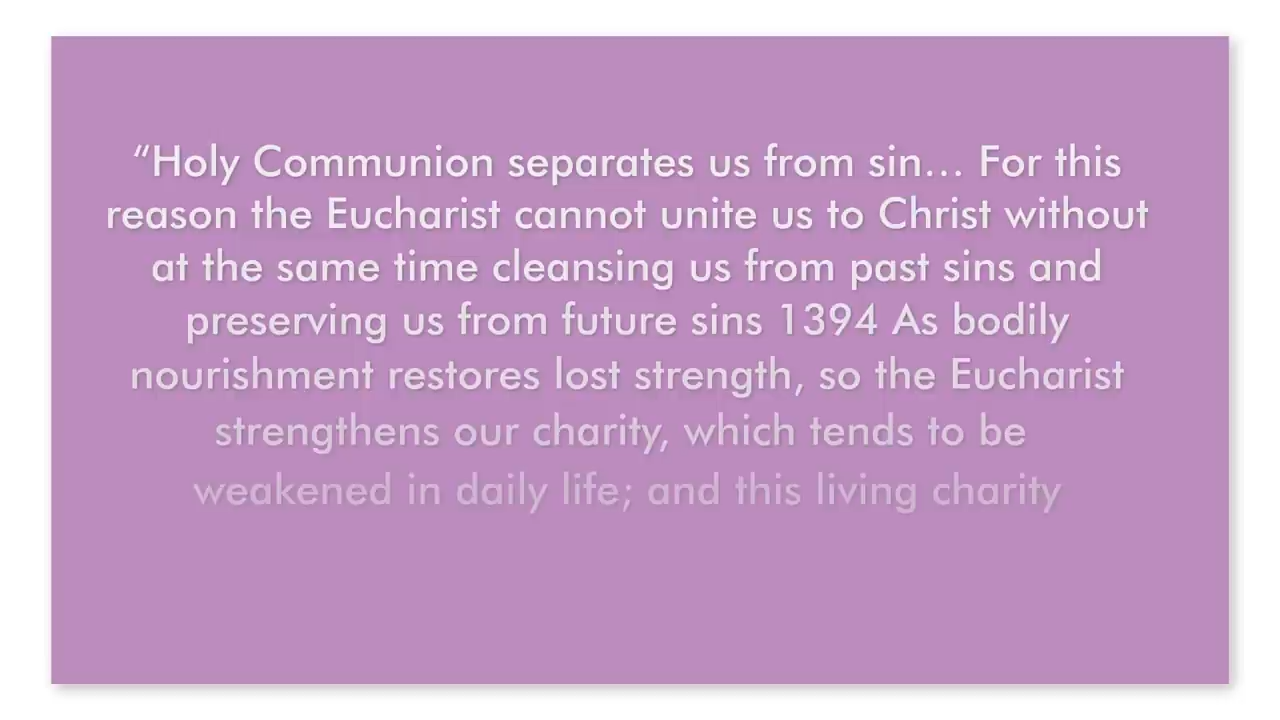 “Holy Communion separates us from sin... For this
reason the Eucharist cannot unite us to Christ without
at the same time cleansing us from past sins and
preserving us from future sins 1394 As bodily
nourishment restores lost strength, so the Eucharist
strengthens our charity, which tends to be
weakened in daily life; and this living charity